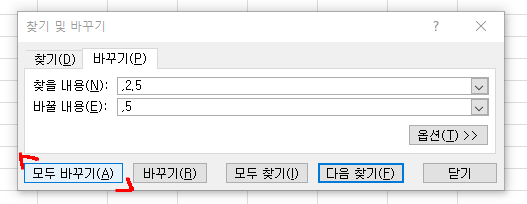 찾기 및 바꾸기
찾기(D) 바꾸기(P)
찾을 내용(N): ,2,5
바꿀 내용(E): ,5
옵션(T) >>
모두 바꾸기(A) 바꾸기(R) 모두 찾기(I) 다음 찾기(F) 닫기